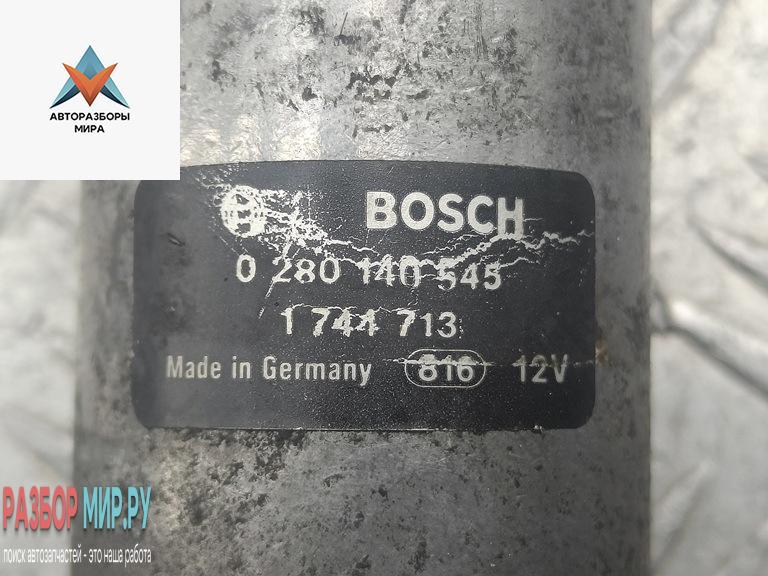 АВТОРАЗБОРЫ
МИРА
BOSCH
0 280 140 545
1 744 713
Made in Germany 816 12V
РАЗБОР МИР.РУ
поиск автозапчастей - это наша работа